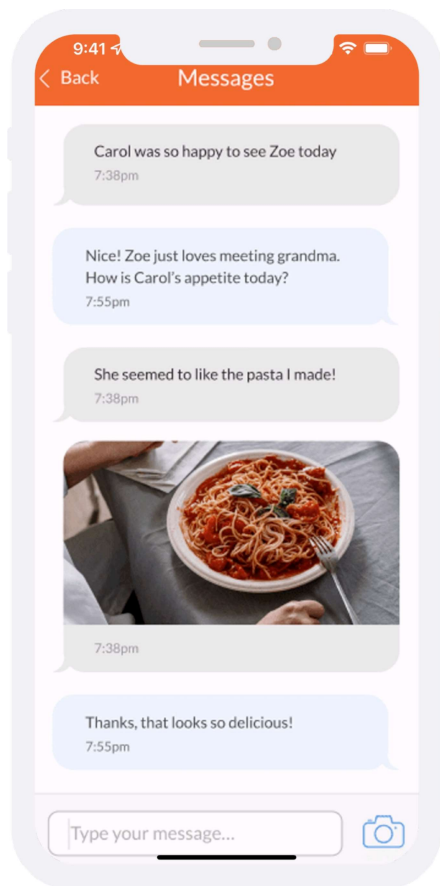 9:41
Back
Messages
Carol was so happy to see Zoe today
7:38pm
Nice! Zoe just loves meeting grandma.
How is Carol’s appetite today?
7:55pm
She seemed to like the pasta I made!
7:38pm
7:38pm
Thanks, that looks so delicious!
7:55pm
Type your message...